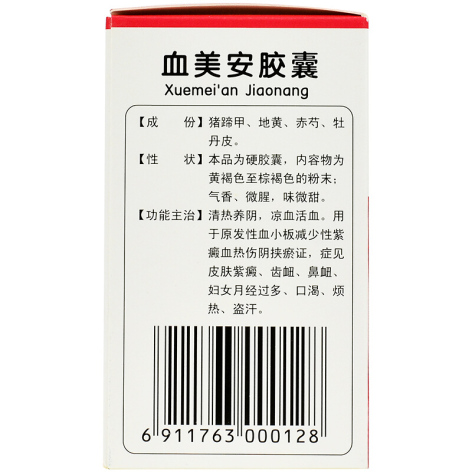 血美安胶囊
Xuemei'an Jiaonang
【成　份】猪蹄甲、地黄、赤芍、牡
丹皮。
【性　状】本品为硬胶囊，内容物为
黄褐色至棕褐色的粉末；
气香、微腥，味微甜。
【功能主治】清热养阴，凉血活血。用
于原发性血小板减少性紫
癜血热伤阴挟瘀证，症见
皮肤紫癜、齿衄、鼻衄、
妇女月经过多、口渴、烦
热、盗汗。
6 911763 000128